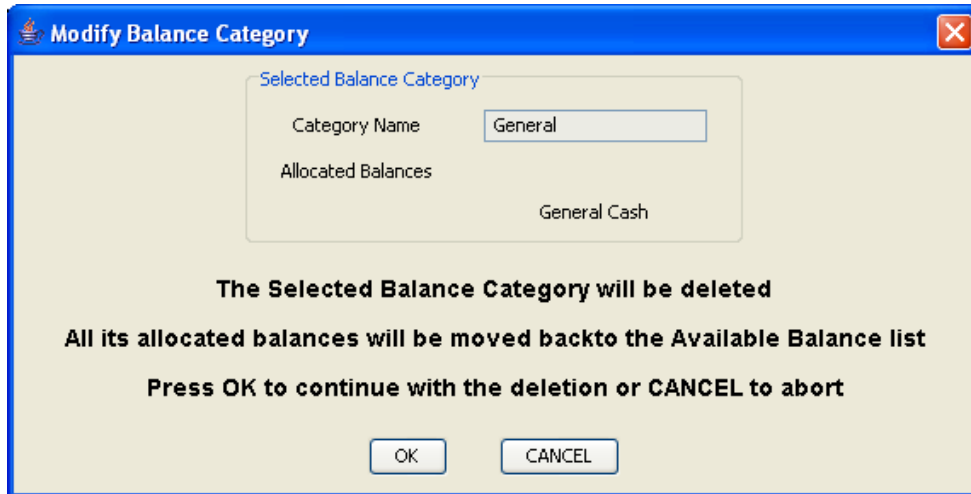 Modify Balance Category
Selected Balance Category
Category Name General
Allocated Balances
General Cash
The Selected Balance Category will be deleted
All its allocated balances will be moved backto the Available Balance list
Press OK to continue with the deletion or CANCEL to abort
OK CANCEL